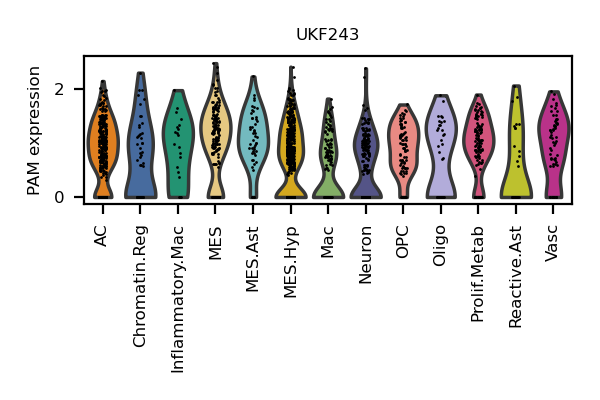 UKF243
PAM expression
2
0
AC
Chromatin.Reg
Inflammatory.Mac
MES
MES.Ast
MES.Hyp
Mac
Neuron
OPC
Oligo
Prolif.Metab
Reactive.Ast
Vasc